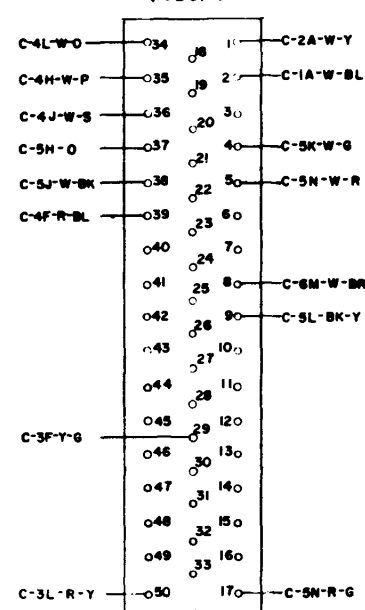 C-4L-W-O 34 1 C-2A-W-Y
18
C-4H-W-P 35 2 C-1A-W-BL
19
C-4J-W-S 36 3
20
C-5H-O 37 4 C-5K-W-G
21
C-5J-W-BK 38 5 C-5N-W-R
22
C-4F-R-BL 39 6
23
40 7
24
41 8 C-6M-W-BR
25
42 9 C-5L-BK-Y
26
43 10
27
44 11
28
45 12
C-3F-Y-G 29
46 13
30
47 14
31
48 15
32
49 16
33
C-3L-R-Y 50 17 C-5N-R-G